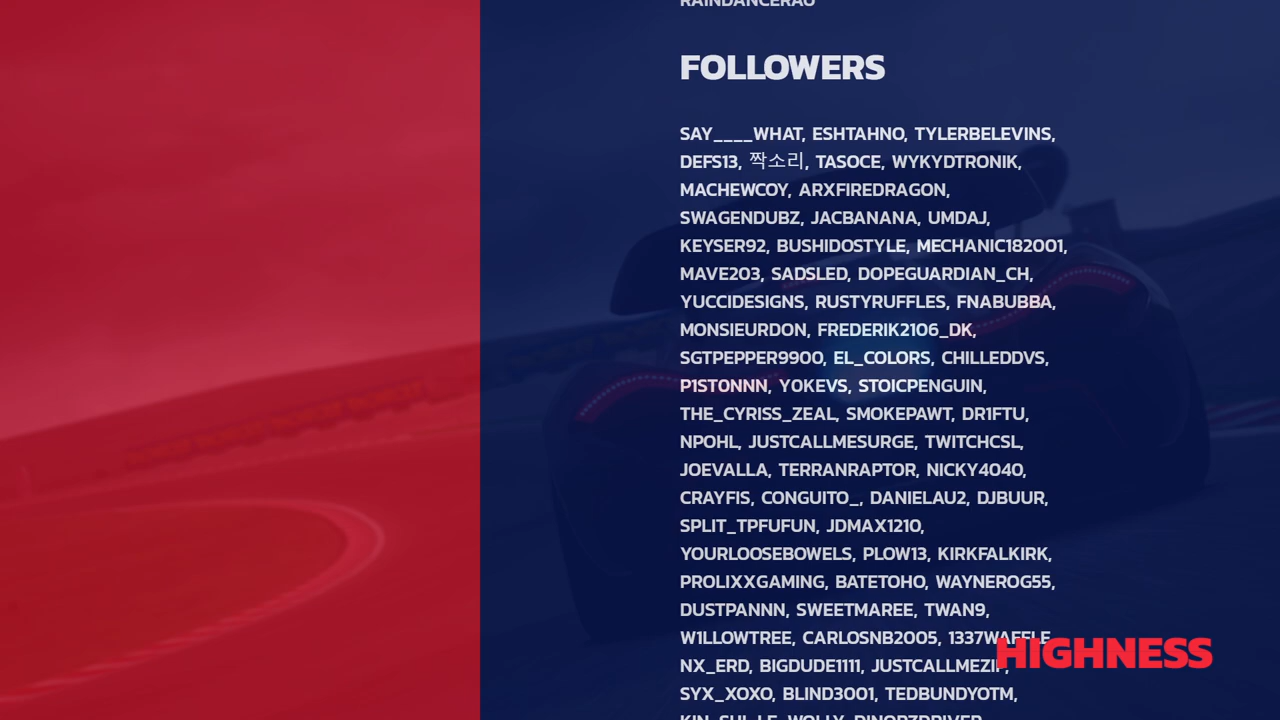 RAINDANCERAU
FOLLOWERS
SAY____WHAT, ESHTAHNO, TYLERBELEVINS,
DEFS13, 짝소리, TASOCE, WYKYDTRONIK,
MACHEWCOY, ARXFIREDRAGON,
SWAGENDUBZ, JACBANANA, UMDAJ,
KEYSER92, BUSHIDOSTYLE, MECHANIC182001,
MAVE203, SADSLED, DOPEGUARDIAN_CH,
YUCCIDESIGNS, RUSTYRUFFLES, FNABUBBA,
MONSIEURDON, FREDERIK2106_DK,
SGTPEPPER9900, EL_COLORS, CHILLEDDVS,
P1STONNN, YOKEVS, STOICPENGUIN,
THE_CYRISS_ZEAL, SMOKEPAWT, DR1FTU,
NPOHL, JUSTCALLMESURGE, TWITCHCSL,
JOEVALLA, TERRANRAPTOR, NICKY4040,
CRAYFIS, CONGUITO_, DANIELAU2, DJBUUR,
SPLIT_TPFUFUN, JDMAX1210,
YOURLOOSEBOWELS, PLOW13, KIRKFALKIRK,
PROLIXXGAMING, BATETOHO, WAYNEROG55,
DUSTPANNN, SWEETMAREE, TWAN9,
W1LLOWTREE, CARLOSNB2005, 1337WAFFLE,
NX_ERD, BIGDUDE1111, JUSTCALLMEZIP,
HIGHNESS
SYX_XOXO, BLIND3001, TEDBUNDYOTM,